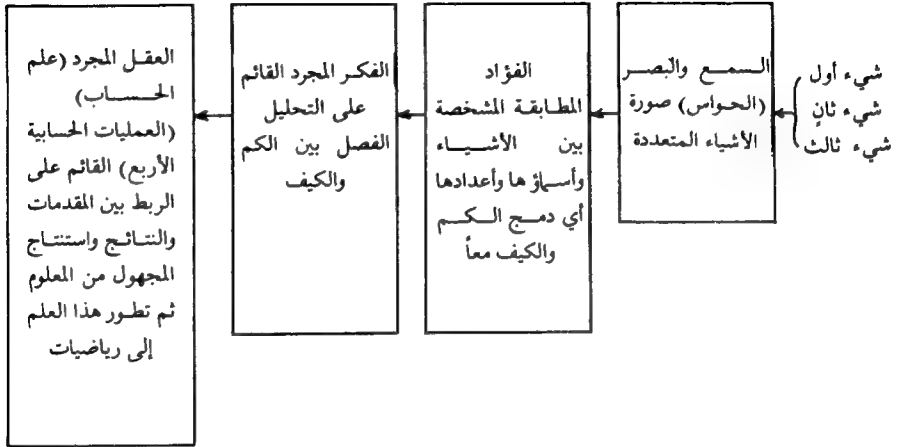 شيء أول
شيء ثانٍ
شيء ثالث
السمع والبصر
(الحواس) صورة
الأشياء المتعددة
الفؤاد
المطابقة المشخصة
بين الأشياء
وأسماؤها وأعدادها
أي دمج الكم
والكيف معاً
الفكر المجرد القائم
على التحليل
الفصل بين الكم
والكيف
العقل المجرد (علم
الحساب)
(العمليات الحسابية
الأربع) القائم على
الربط بين المقدمات
والنتائج واستنتاج
المجهول من المعلوم
ثم تطور هذا العلم
إلى رياضيات